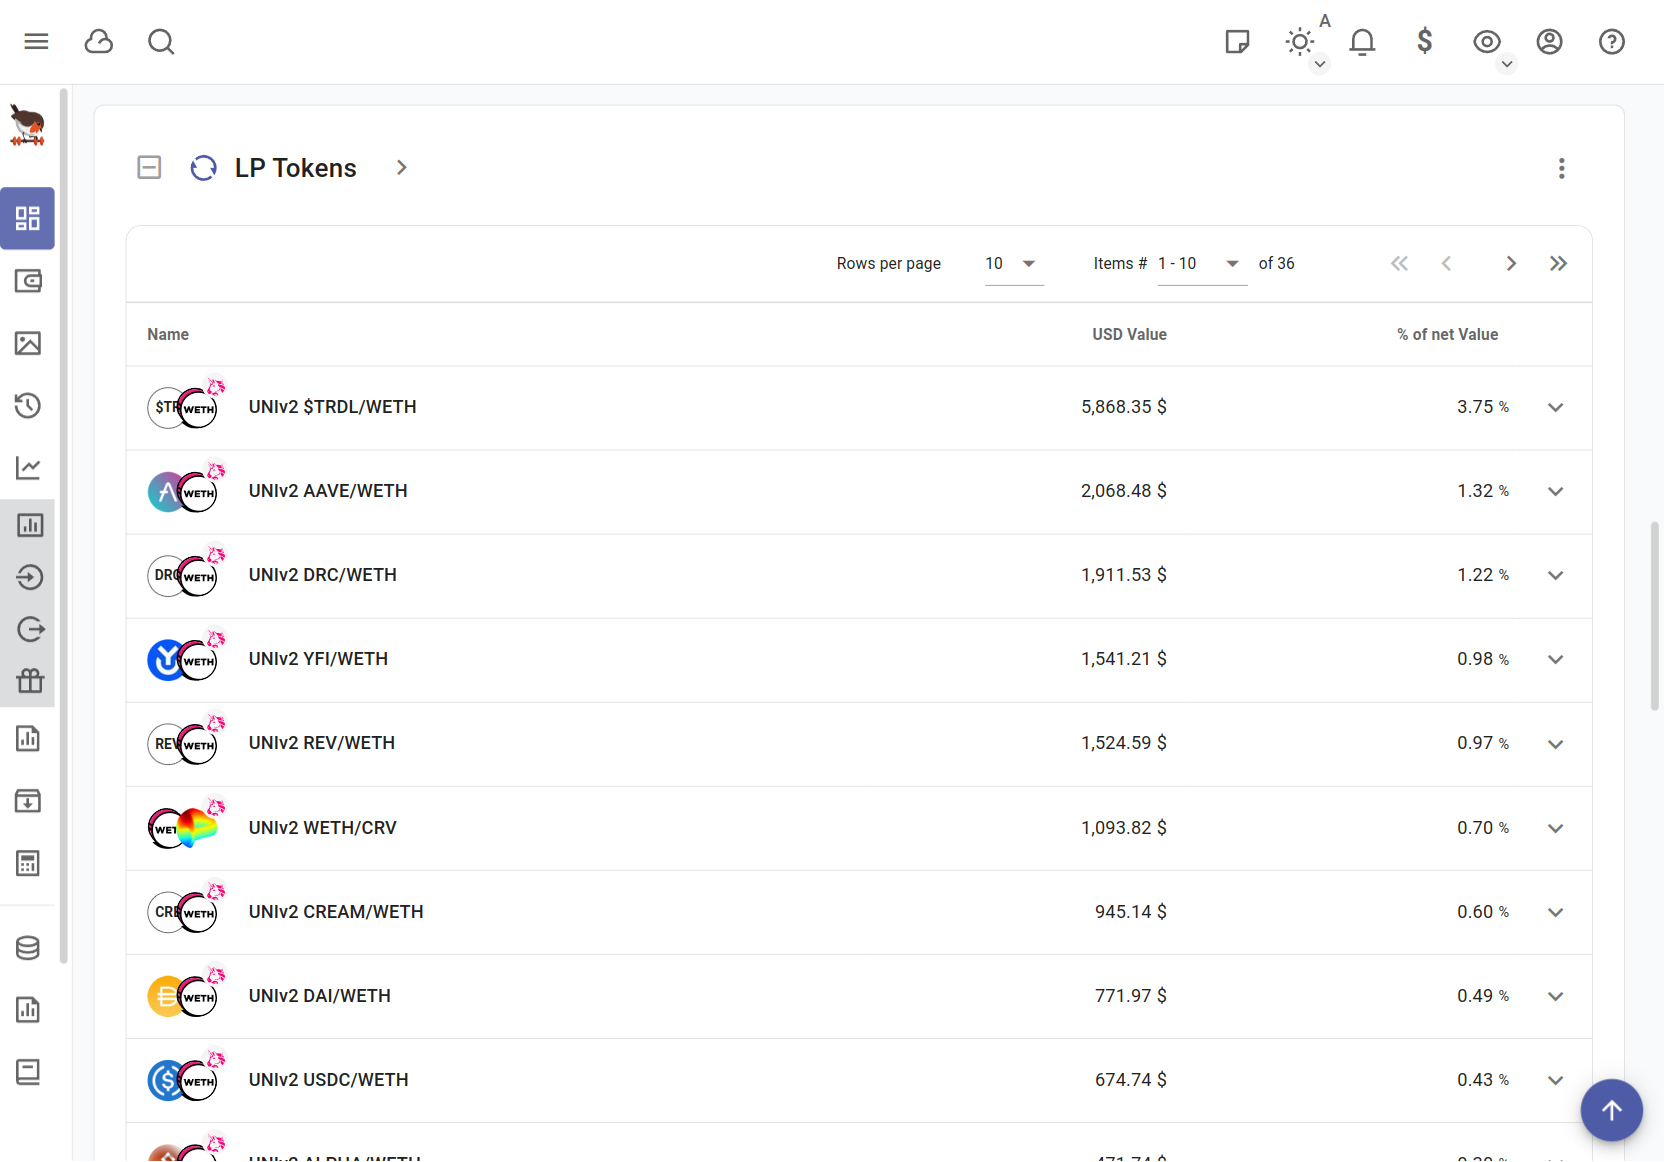 A
$
LP Tokens
Rows per page 10 Items # 1 - 10 of 36
Name USD Value % of net Value
$TR WETH UNIv2 $TRDL/WETH 5,868.35 $ 3.75 %
WETH UNIv2 AAVE/WETH 2,068.48 $ 1.32 %
DRC WETH UNIv2 DRC/WETH 1,911.53 $ 1.22 %
WETH UNIv2 YFI/WETH 1,541.21 $ 0.98 %
REV WETH UNIv2 REV/WETH 1,524.59 $ 0.97 %
WET UNIv2 WETH/CRV 1,093.82 $ 0.70 %
CRE WETH UNIv2 CREAM/WETH 945.14 $ 0.60 %
WETH UNIv2 DAI/WETH 771.97 $ 0.49 %
WETH UNIv2 USDC/WETH 674.74 $ 0.43 %
UNIv2 ALPHA/WETH 471.74 $